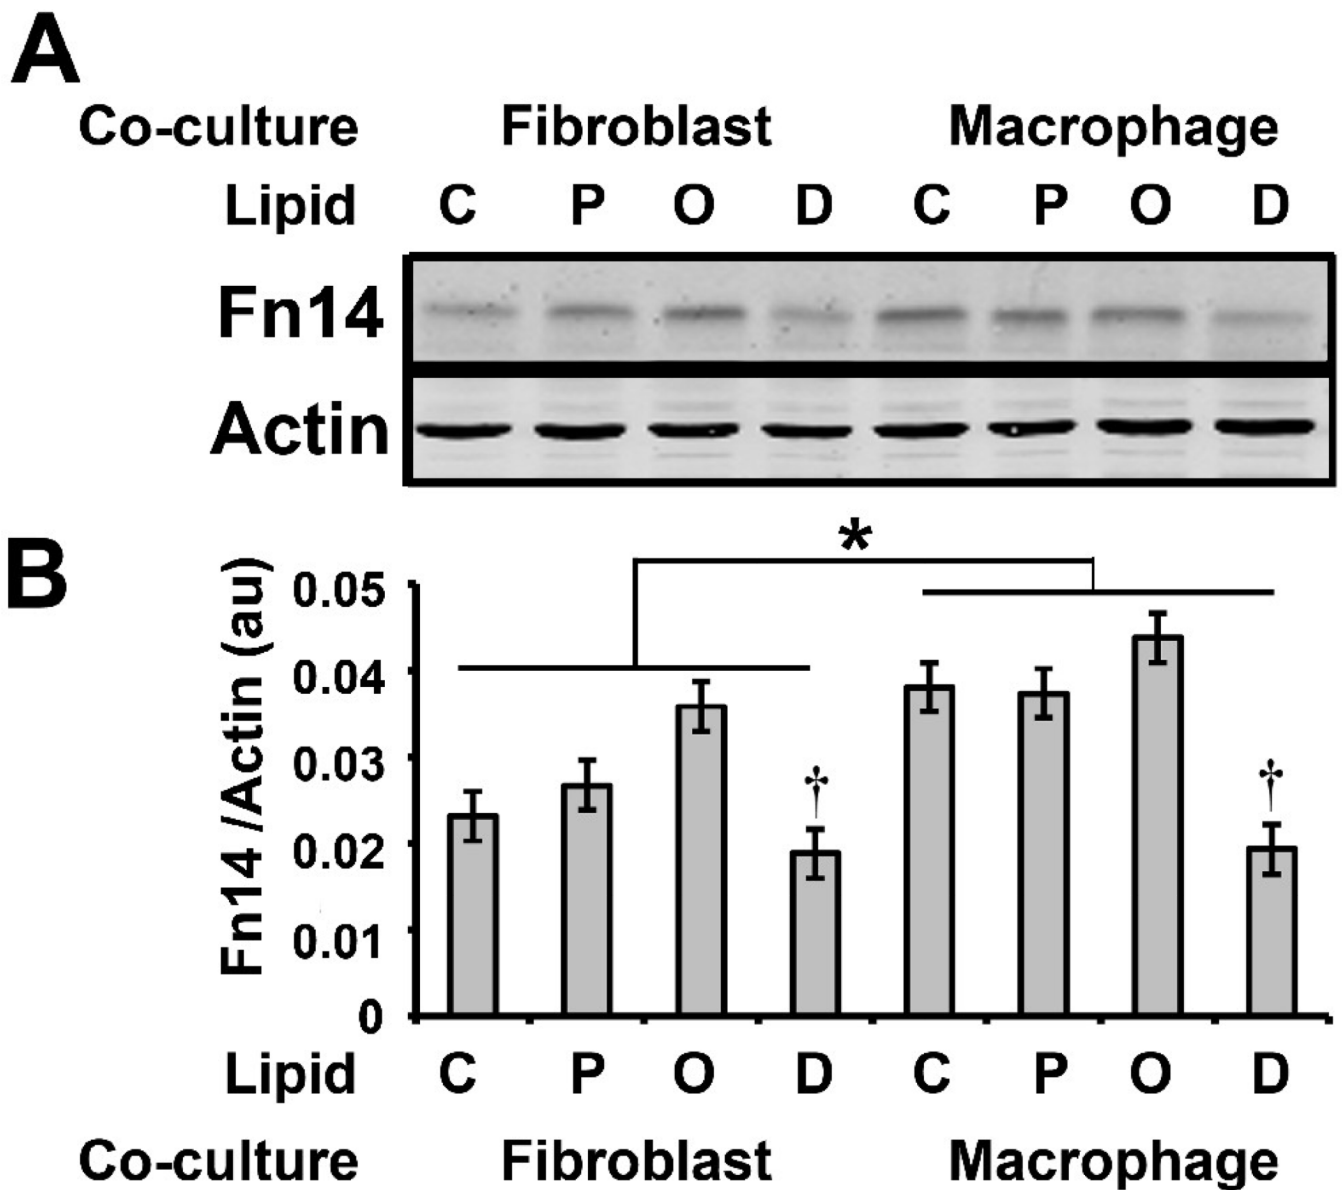 A
Co-culture Fibroblast Macrophage
Lipid C P O D C P O D
Fn14
Actin
B
*
Fn14 /Actin (au)
0.05
0.04
0.03
0.02
0.01
0
† †
Lipid C P O D C P O D
Co-culture Fibroblast Macrophage